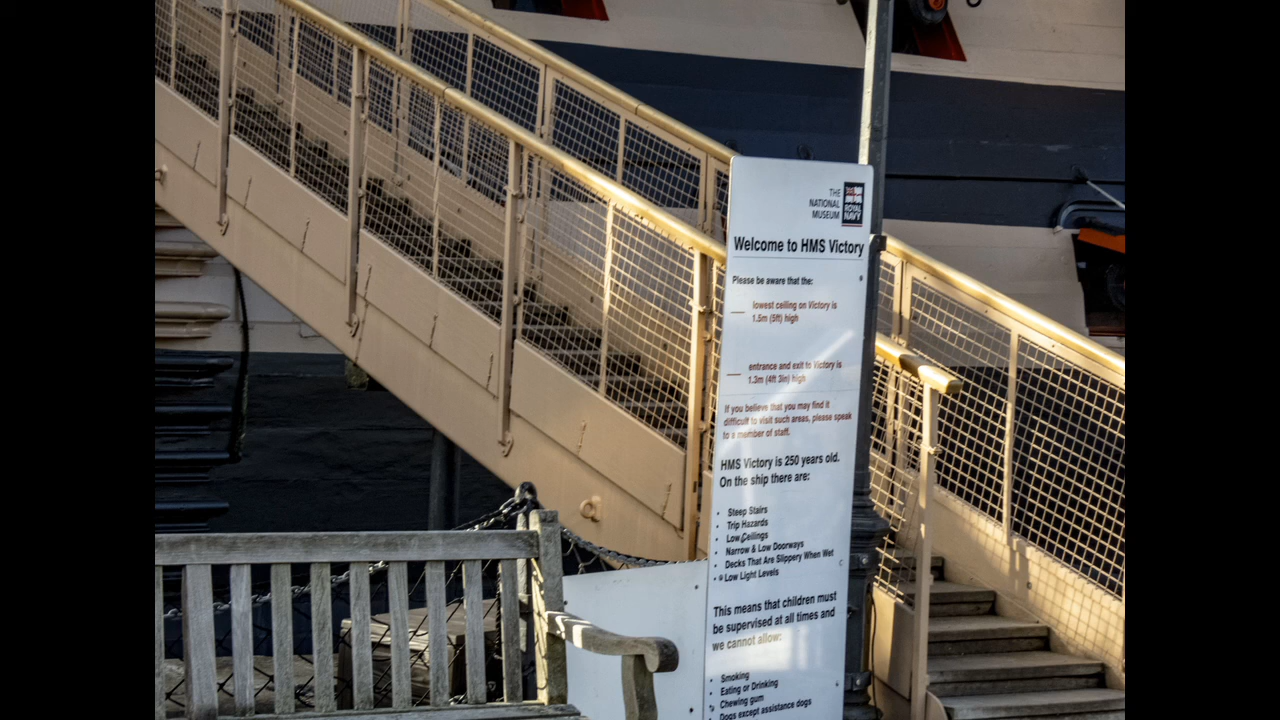 THE
NATIONAL
MUSEUM
ROYAL
NAVY
Welcome to HMS Victory
Please be aware that the:
lowest ceiling on Victory is
1.5m (5ft) high
entrance and exit to Victory is
1.3m (4ft 3in) high
If you believe that you may find it
difficult to visit such areas, please speak
to a member of staff.
HMS Victory is 250 years old.
On the ship there are:
• Steep Stairs
• Trip Hazards
• Low Ceilings
• Narrow & Low Doorways
• Decks That Are Slippery When Wet
• Low Light Levels
This means that children must
be supervised at all times and
we cannot allow:
• Smoking
• Eating or Drinking
• Chewing gum
• Dogs except assistance dogs